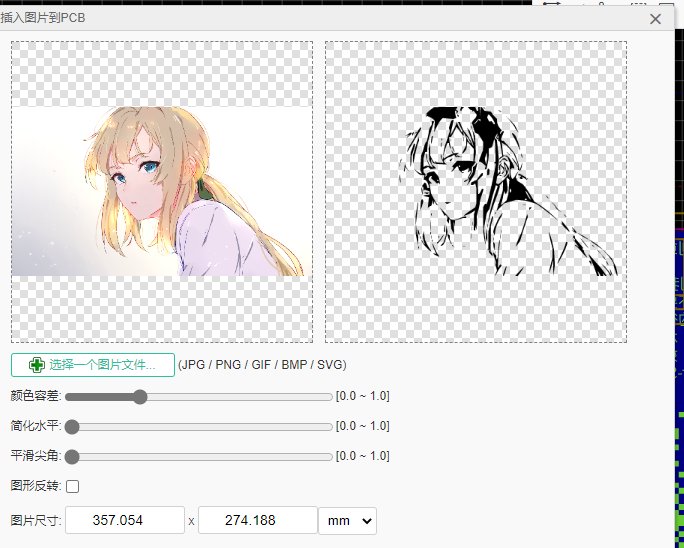 插入图片到PCB
选择一个图片文件... (JPG / PNG / GIF / BMP / SVG)
颜色容差: [0.0 ~ 1.0]
简化水平: [0.0 ~ 1.0]
平滑尖角: [0.0 ~ 1.0]
图形反转:
图片尺寸: 357.054 x 274.188 mm